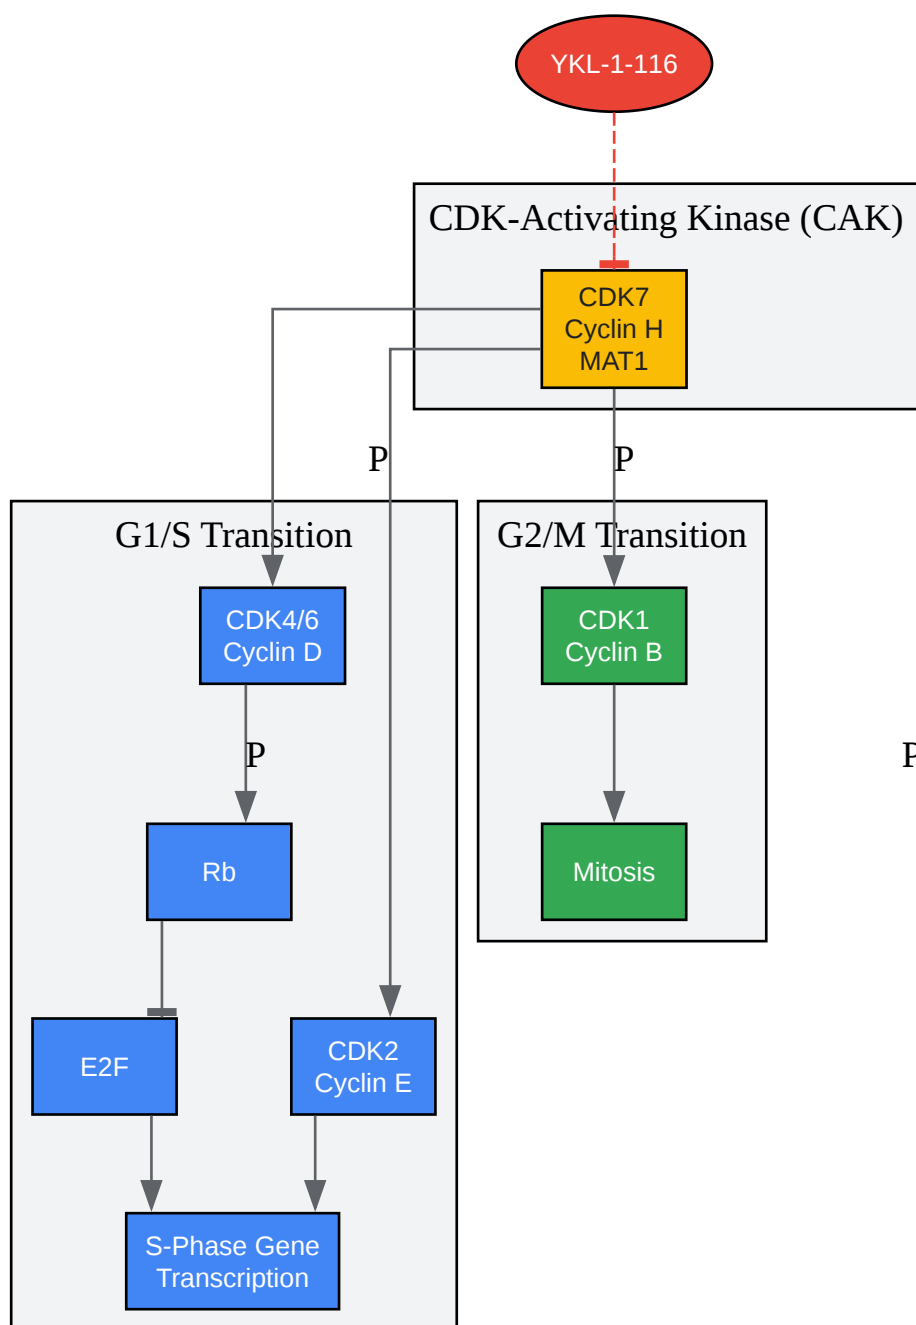 YKL-1-116
CDK-Activating Kinase (CAK)
CDK7
Cyclin H
MAT1
P
P
G1/S Transition
G2/M Transition
CDK4/6
Cyclin D
CDK1
Cyclin B
P
P
Rb
Mitosis
E2F
CDK2
Cyclin E
S-Phase Gene
Transcription